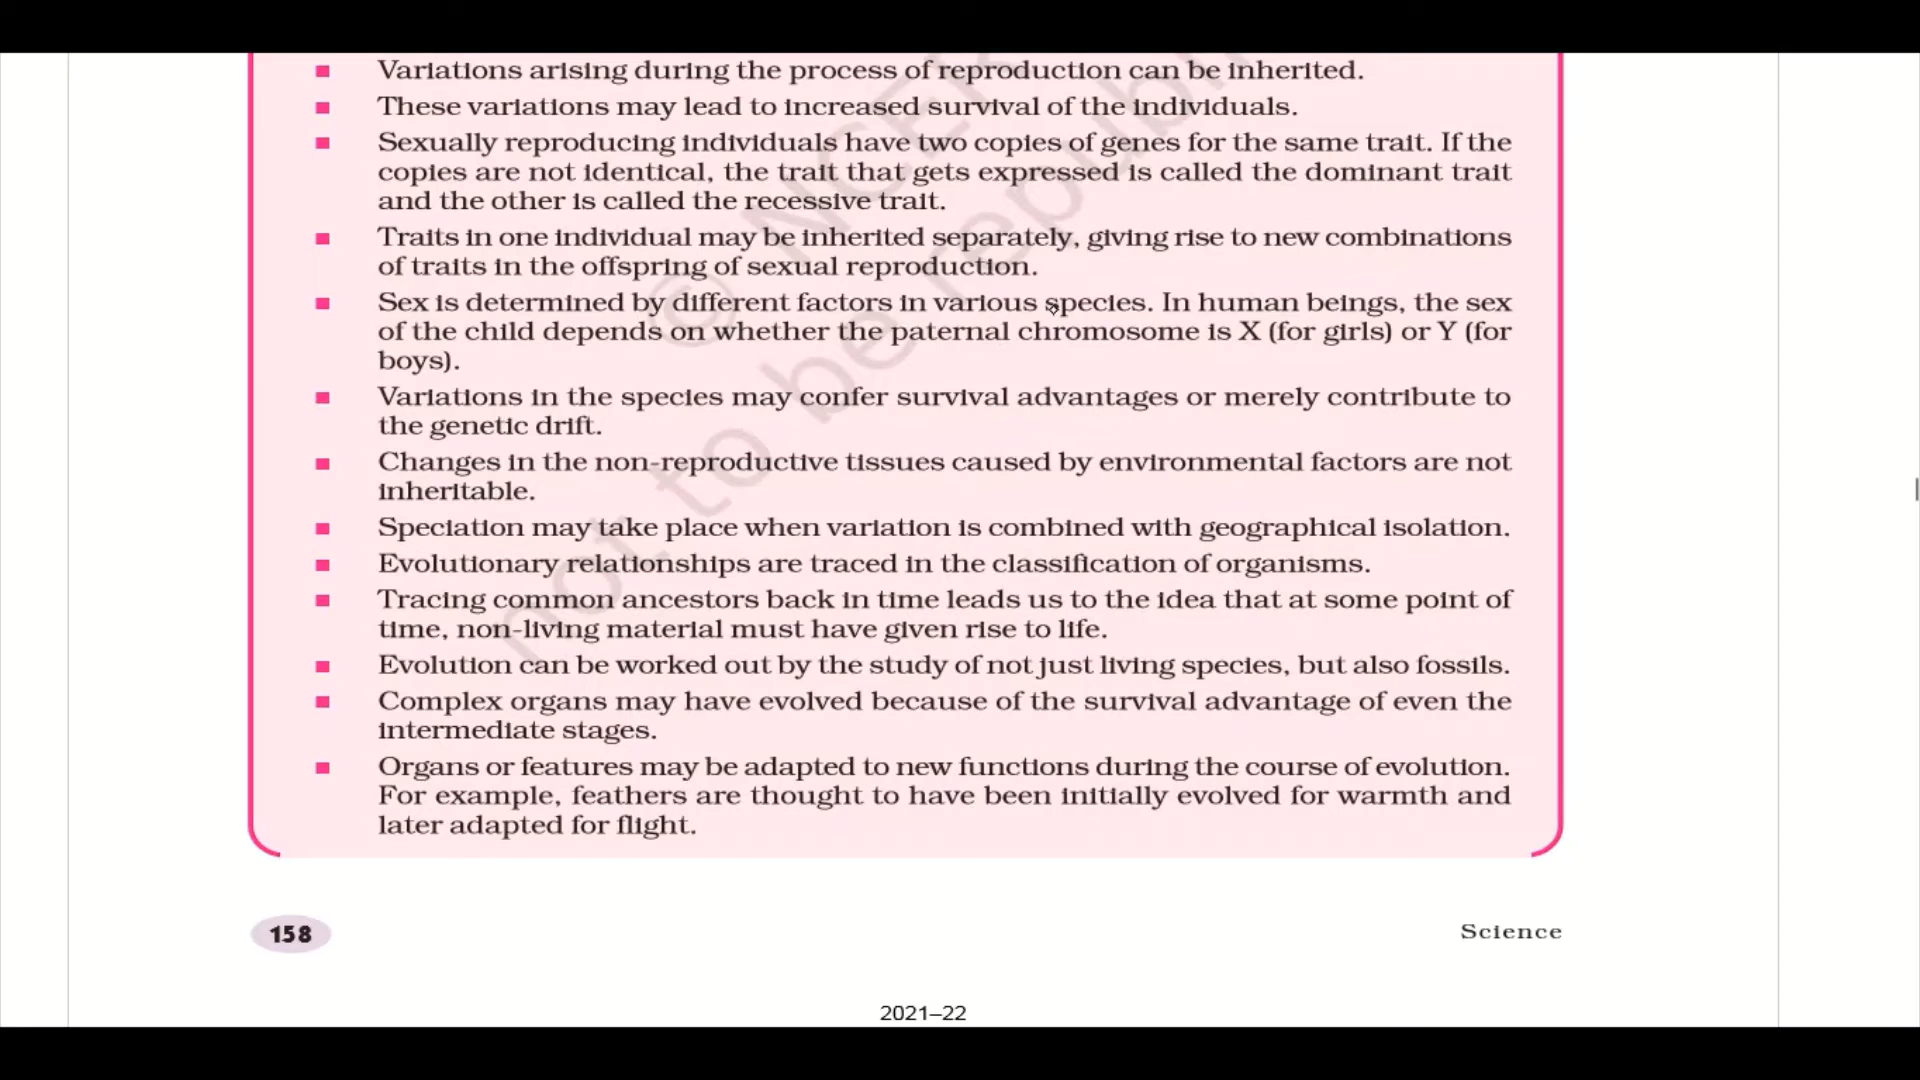 Variations arising during the process of reproduction can be inherited.
These variations may lead to increased survival of the individuals.
Sexually reproducing individuals have two copies of genes for the same trait. If the
copies are not identical, the trait that gets expressed is called the dominant trait
and the other is called the recessive trait.
Traits in one individual may be inherited separately, giving rise to new combinations
of traits in the offspring of sexual reproduction.
Sex is determined by different factors in various species. In human beings, the sex
of the child depends on whether the paternal chromosome is X (for girls) or Y (for
boys).
Variations in the species may confer survival advantages or merely contribute to
the genetic drift.
Changes in the non-reproductive tissues caused by environmental factors are not
inheritable.
Speciation may take place when variation is combined with geographical isolation.
Evolutionary relationships are traced in the classification of organisms.
Tracing common ancestors back in time leads us to the idea that at some point of
time, non-living material must have given rise to life.
Evolution can be worked out by the study of not just living species, but also fossils.
Complex organs may have evolved because of the survival advantage of even the
intermediate stages.
Organs or features may be adapted to new functions during the course of evolution.
For example, feathers are thought to have been initially evolved for warmth and
later adapted for flight.
158
Science
2021–22
© 
not to be